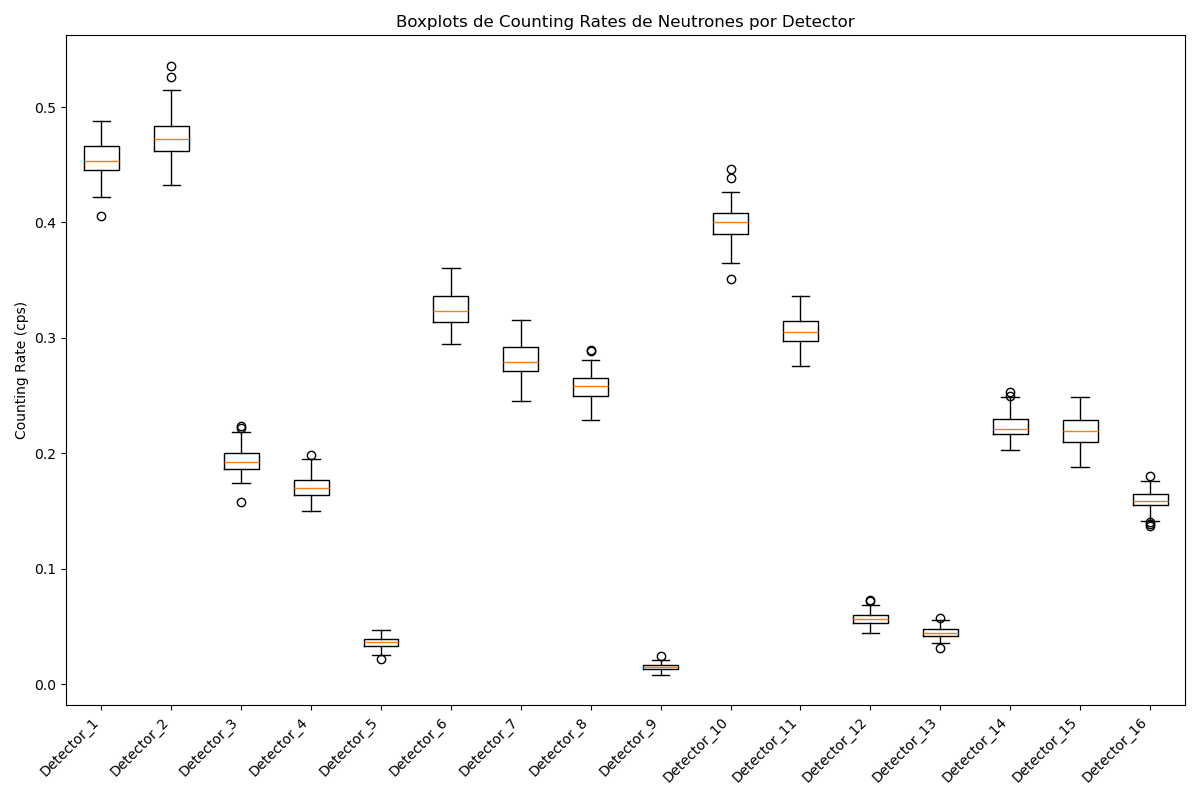 Boxplots de Counting Rates de Neutrones por Detector
Counting Rate (cps)
0.5
0.4
0.3
0.2
0.1
0.0
Detector_1
Detector_2
Detector_3
Detector_4
Detector_5
Detector_6
Detector_7
Detector_8
Detector_9
Detector_10
Detector_11
Detector_12
Detector_13
Detector_14
Detector_15
Detector_16